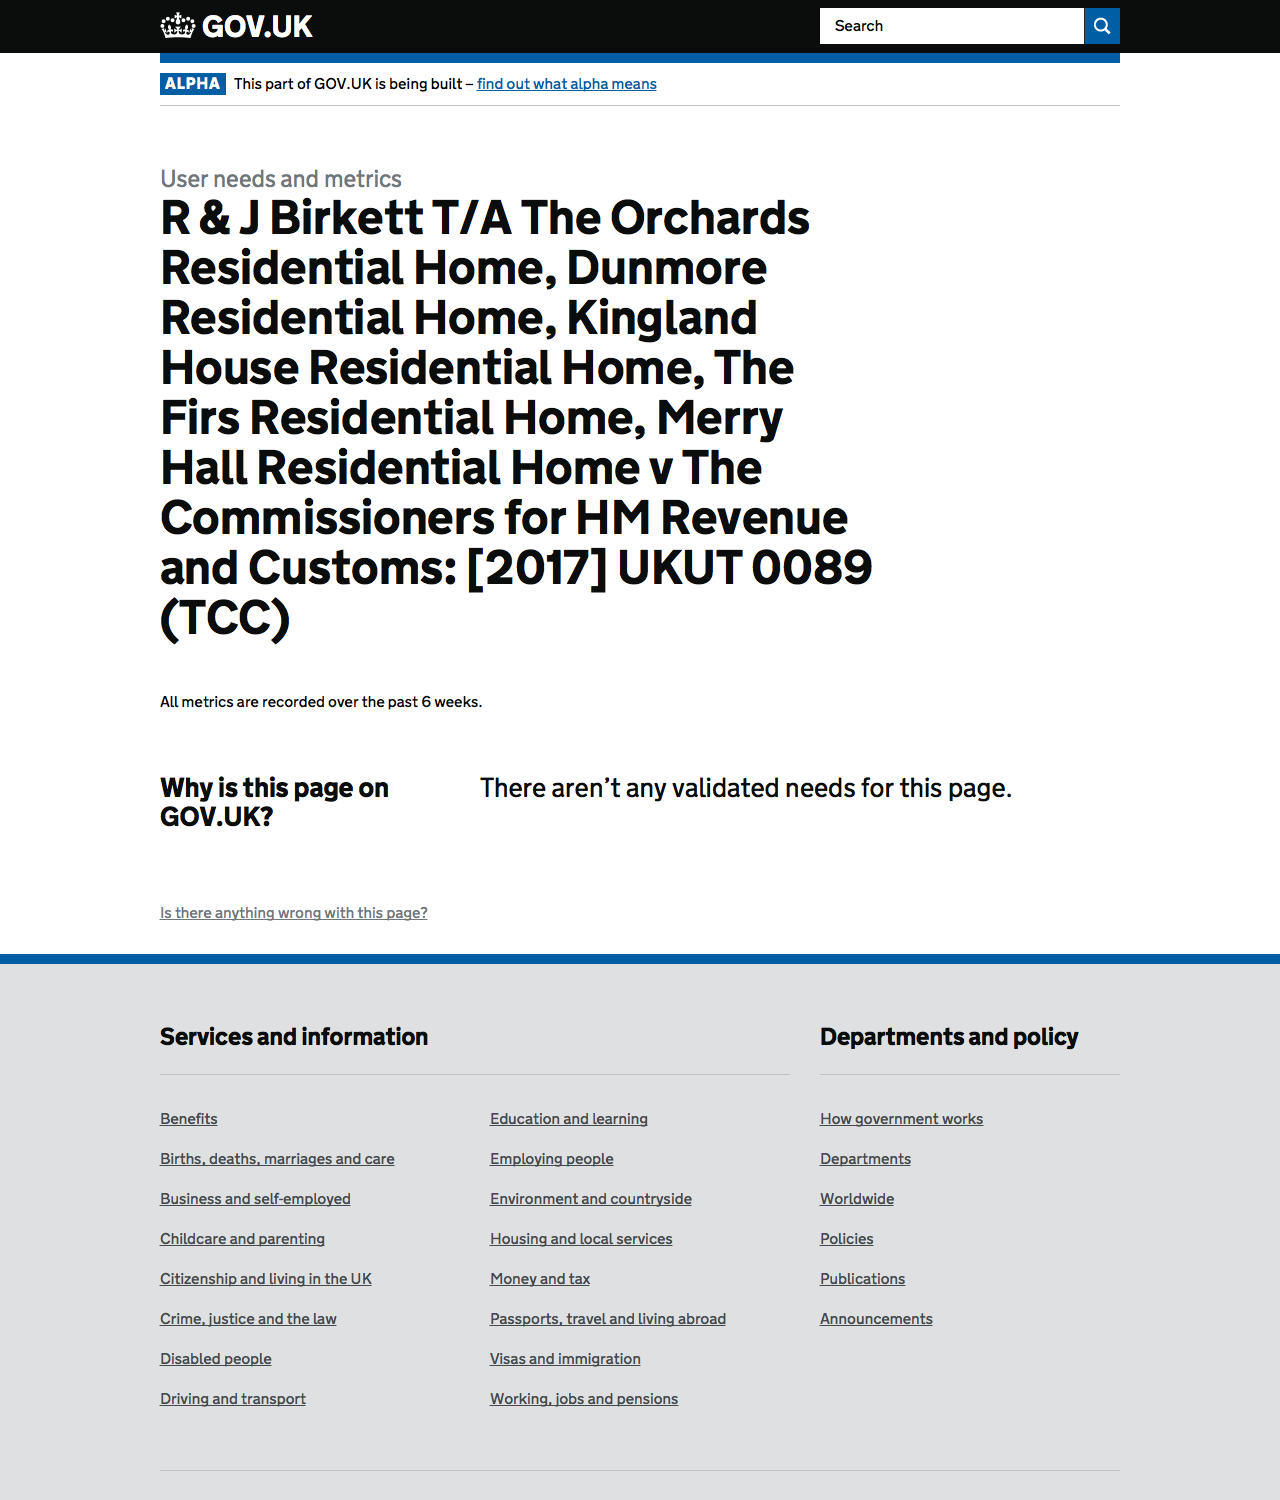 GOV.UK
Search
ALPHA This part of GOV.UK is being built – find out what alpha means
User needs and metrics
R & J Birkett T/A The Orchards
Residential Home, Dunmore
Residential Home, Kingland
House Residential Home, The
Firs Residential Home, Merry
Hall Residential Home v The
Commissioners for HM Revenue
and Customs: [2017] UKUT 0089
(TCC)
All metrics are recorded over the past 6 weeks.
Why is this page on
GOV.UK?
There aren’t any validated needs for this page.
Is there anything wrong with this page?
Services and information
Benefits
Births, deaths, marriages and care
Business and self-employed
Childcare and parenting
Citizenship and living in the UK
Crime, justice and the law
Disabled people
Driving and transport
Education and learning
Employing people
Environment and countryside
Housing and local services
Money and tax
Passports, travel and living abroad
Visas and immigration
Working, jobs and pensions
Departments and policy
How government works
Departments
Worldwide
Policies
Publications
Announcements